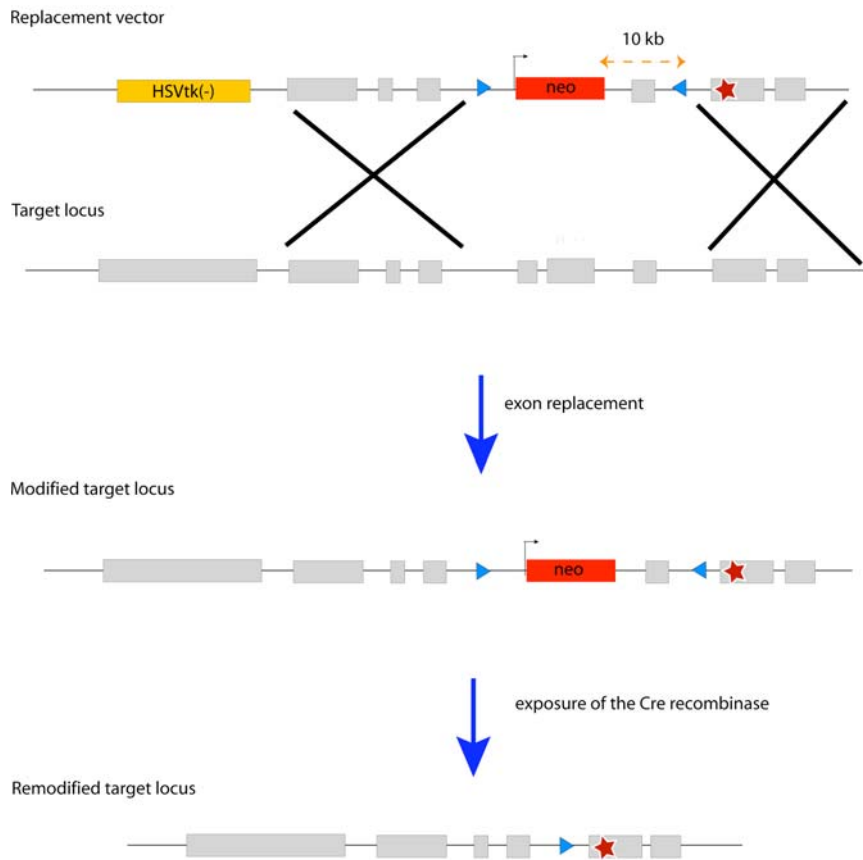 Replacement vector
10 kb
HSVtk(-)
neo
Target locus
exon replacement
Modified target locus
neo
exposure of the Cre recombinase
Remodified target locus